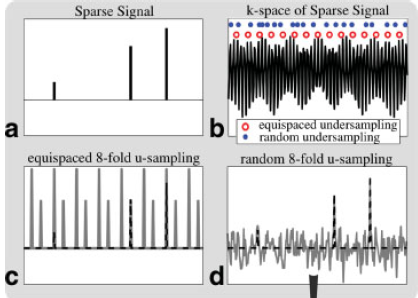 Sparse Signal
k-space of Sparse Signal
a
b
equispaced undersampling
random undersampling
equispaced 8-fold u-sampling
random 8-fold u-sampling
c
d